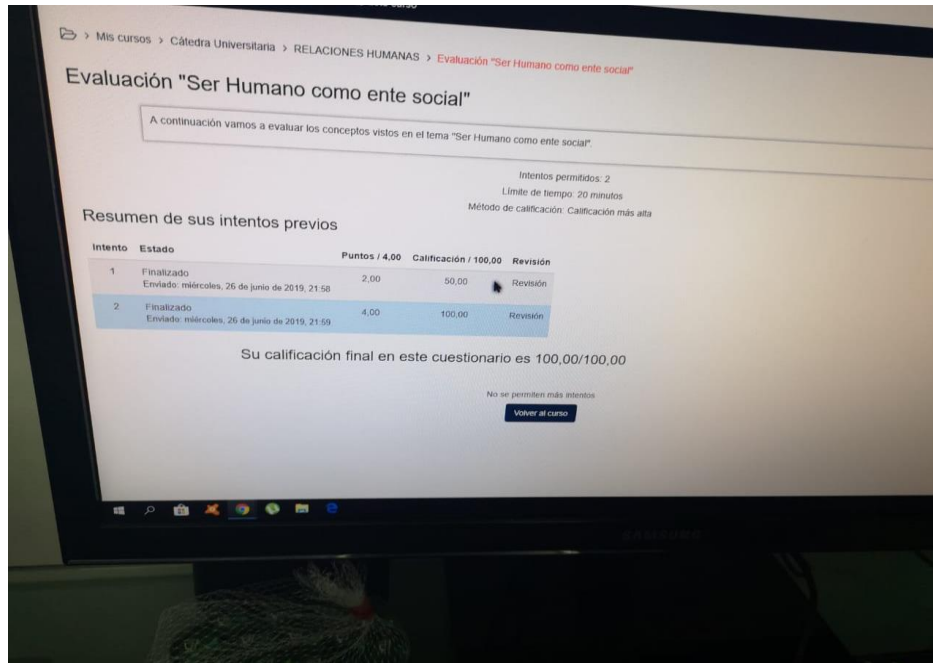 Mis cursos > Cátedra Universitaria > RELACIONES HUMANAS > Evaluación "Ser Humano como ente social"
Evaluación "Ser Humano como ente social"
A continuación vamos a evaluar los conceptos vistos en el tema "Ser Humano como ente social".
Intentos permitidos: 2
Límite de tiempo: 20 minutos
Método de calificación: Calificación más alta
Resumen de sus intentos previos
Intento Estado Puntos / 4,00 Calificación / 100,00 Revisión
1 Finalizado 2,00 50,00 Revisión
Enviado: miércoles, 26 de junio de 2019, 21:58
2 Finalizado 4,00 100,00 Revisión
Enviado: miércoles, 26 de junio de 2019, 21:59
Su calificación final en este cuestionario es 100,00/100,00
No se permiten más intentos
Volver al curso
SAMSUNG